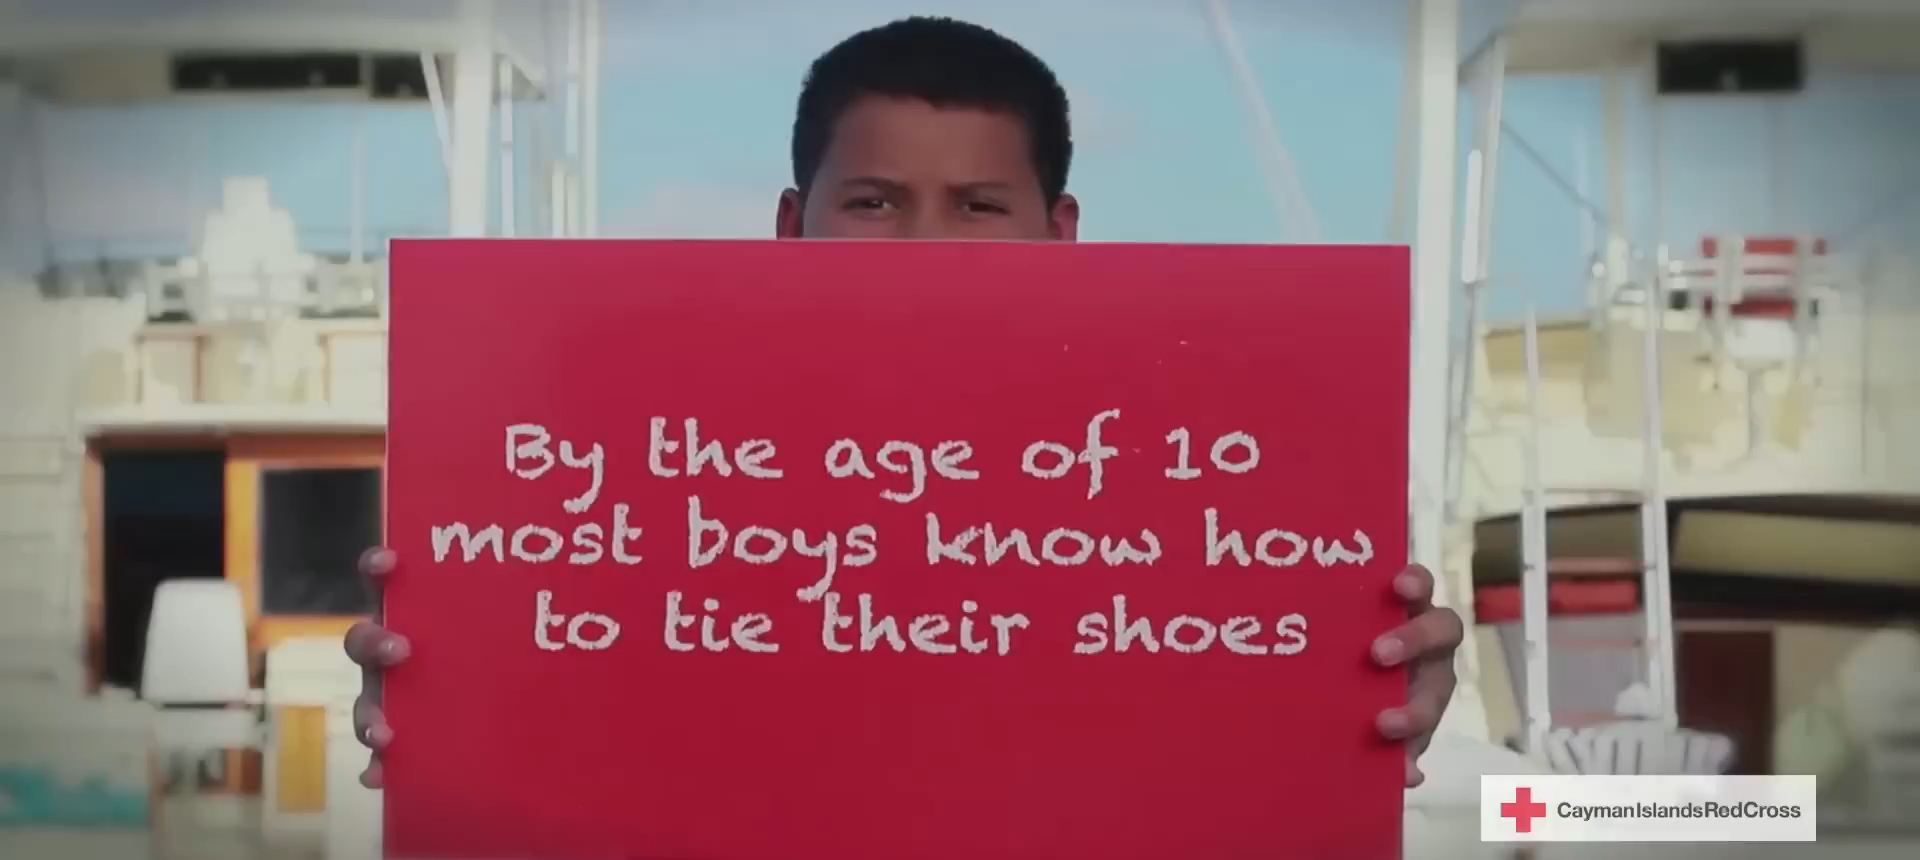 By the age of 10
most boys know how
to tie their shoes
CaymanIslandsRedCross